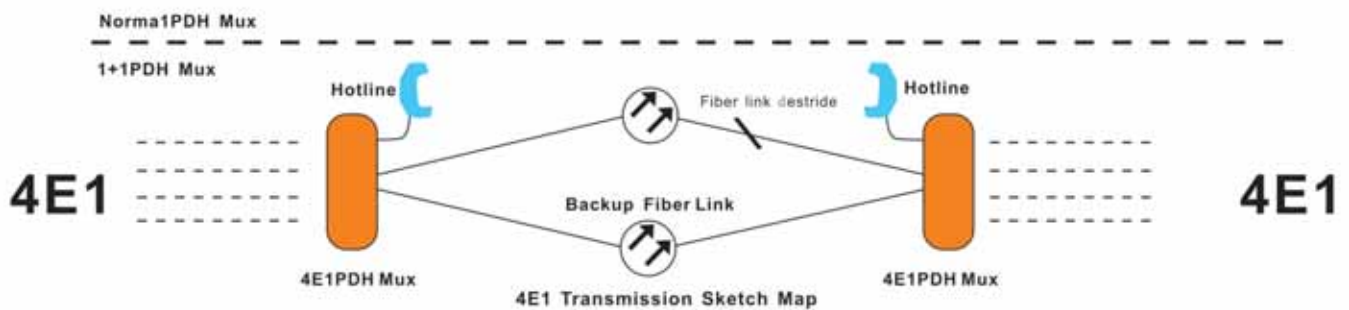 Norma1PDH Mux
1+1PDH Mux
Hotline
Fiber link destride
Hotline
4E1
4E1
Backup Fiber Link
4E1PDH Mux
4E1PDH Mux
4E1 Transmission Sketch Map